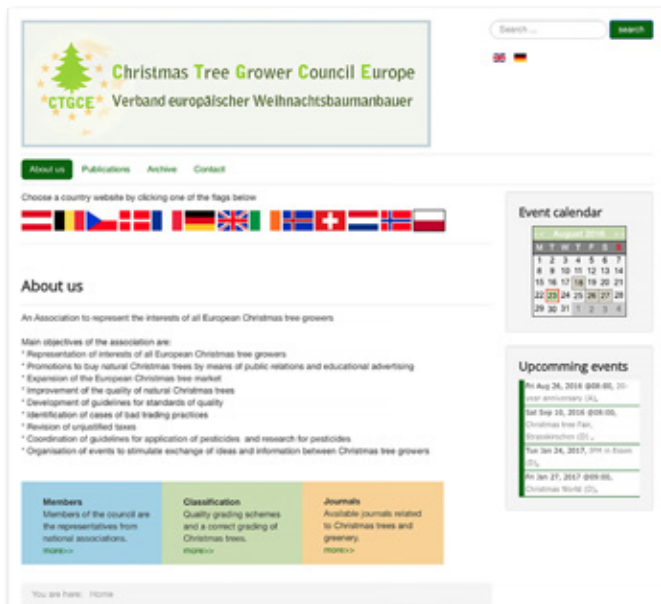 Search ...
search
CTGCE
Christmas Tree Grower Council Europe
Verband europäischer Weihnachtsbaumanbauer
About us Publications Archive Contact
Choose a country website by clicking one of the flags below
About us
An Association to represent the interests of all European Christmas tree growers
Main objectives of the association are:
* Representation of interests of all European Christmas tree growers
* Promotions to buy natural Christmas trees by means of public relations and educational advertising
* Expansion of the European Christmas tree market
* Improvement of the quality of natural Christmas trees
* Development of guidelines for standards of quality
* Identification of cases of bad trading practices
* Revision of unjustified taxes
* Coordination of guidelines for application of pesticides and research for pesticides
* Organisation of events to stimulate exchange of ideas and information between Christmas tree growers
Members
Members of the council are
the representatives from
national associations.
more>>
Classification
Quality grading schemes
and a correct grading of
Christmas trees.
more>>
Journals
Available journals related
to Christmas trees and
greenery.
more>>
You are here: Home
Event calendar
<< August 2016 >>
M T W T F S S
1 2 3 4 5 6 7
8 9 10 11 12 13 14
15 16 17 18 19 20 21
22 23 24 25 26 27 28
29 30 31 1 2 3 4
Upcomming events
Fri Aug 26, 2016 @08:00, 20-
year anniversary (A),
Sat Sep 10, 2016 @08:00,
Christmas tree Fair,
(D),
Tue Jan 24, 2017, IPM in Essen
(D),
Fri Jan 27, 2017 @09:00,
Christmas World (D),